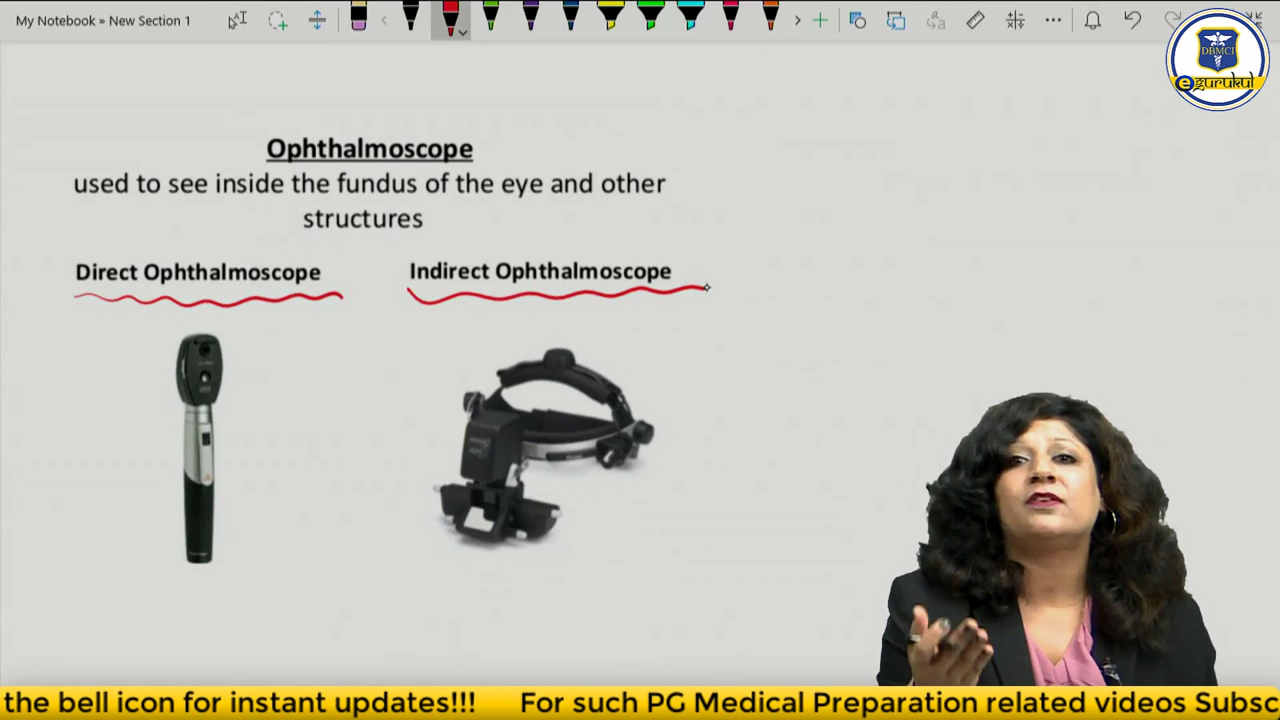 My Notebook » New Section 1
DBMCI
egurukul
Ophthalmoscope
used to see inside the fundus of the eye and other
structures
Direct Ophthalmoscope
Indirect Ophthalmoscope
the bell icon for instant updates!!! For such PG Medical Preparation related videos Subsc